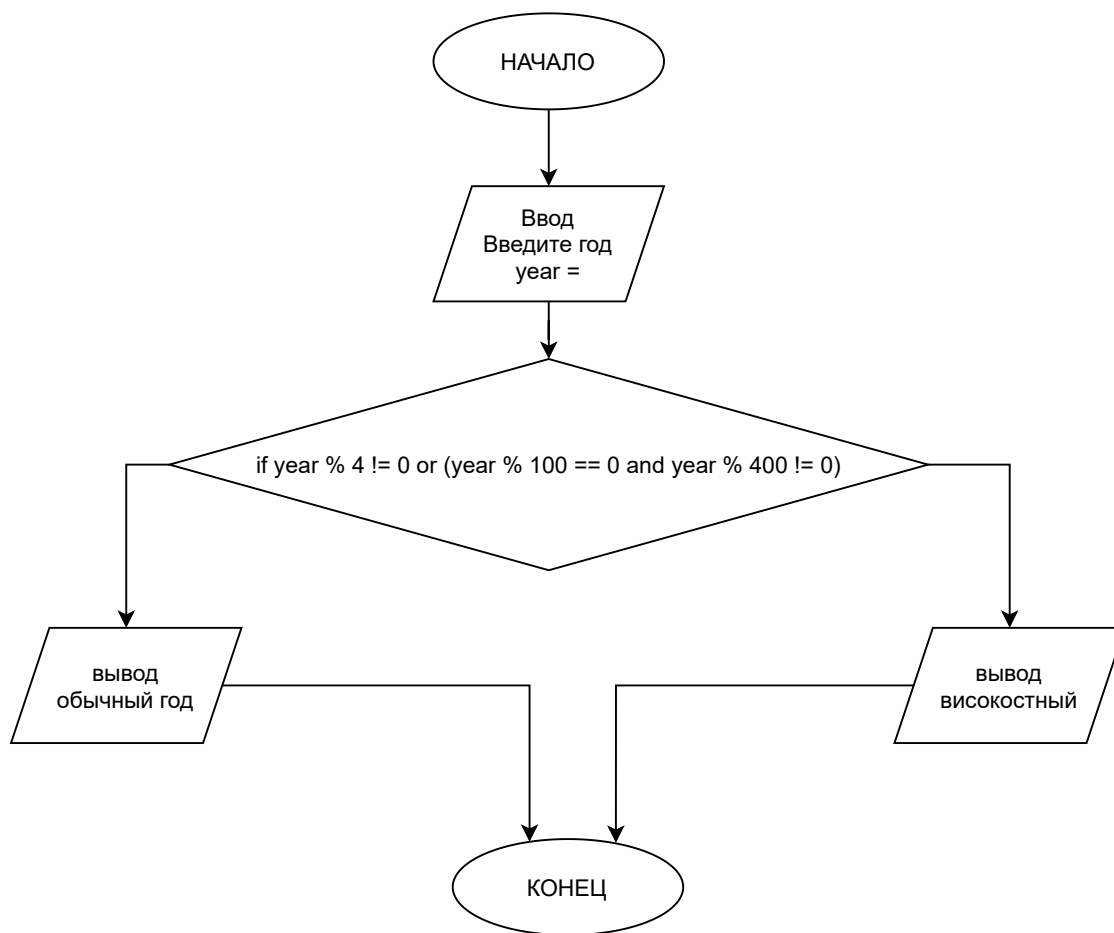 НАЧАЛО
Ввод
Введите год
year =
if year % 4 != 0 or (year % 100 == 0 and year % 400 != 0)
вывод
обычный год
вывод
високостный
КОНЕЦ